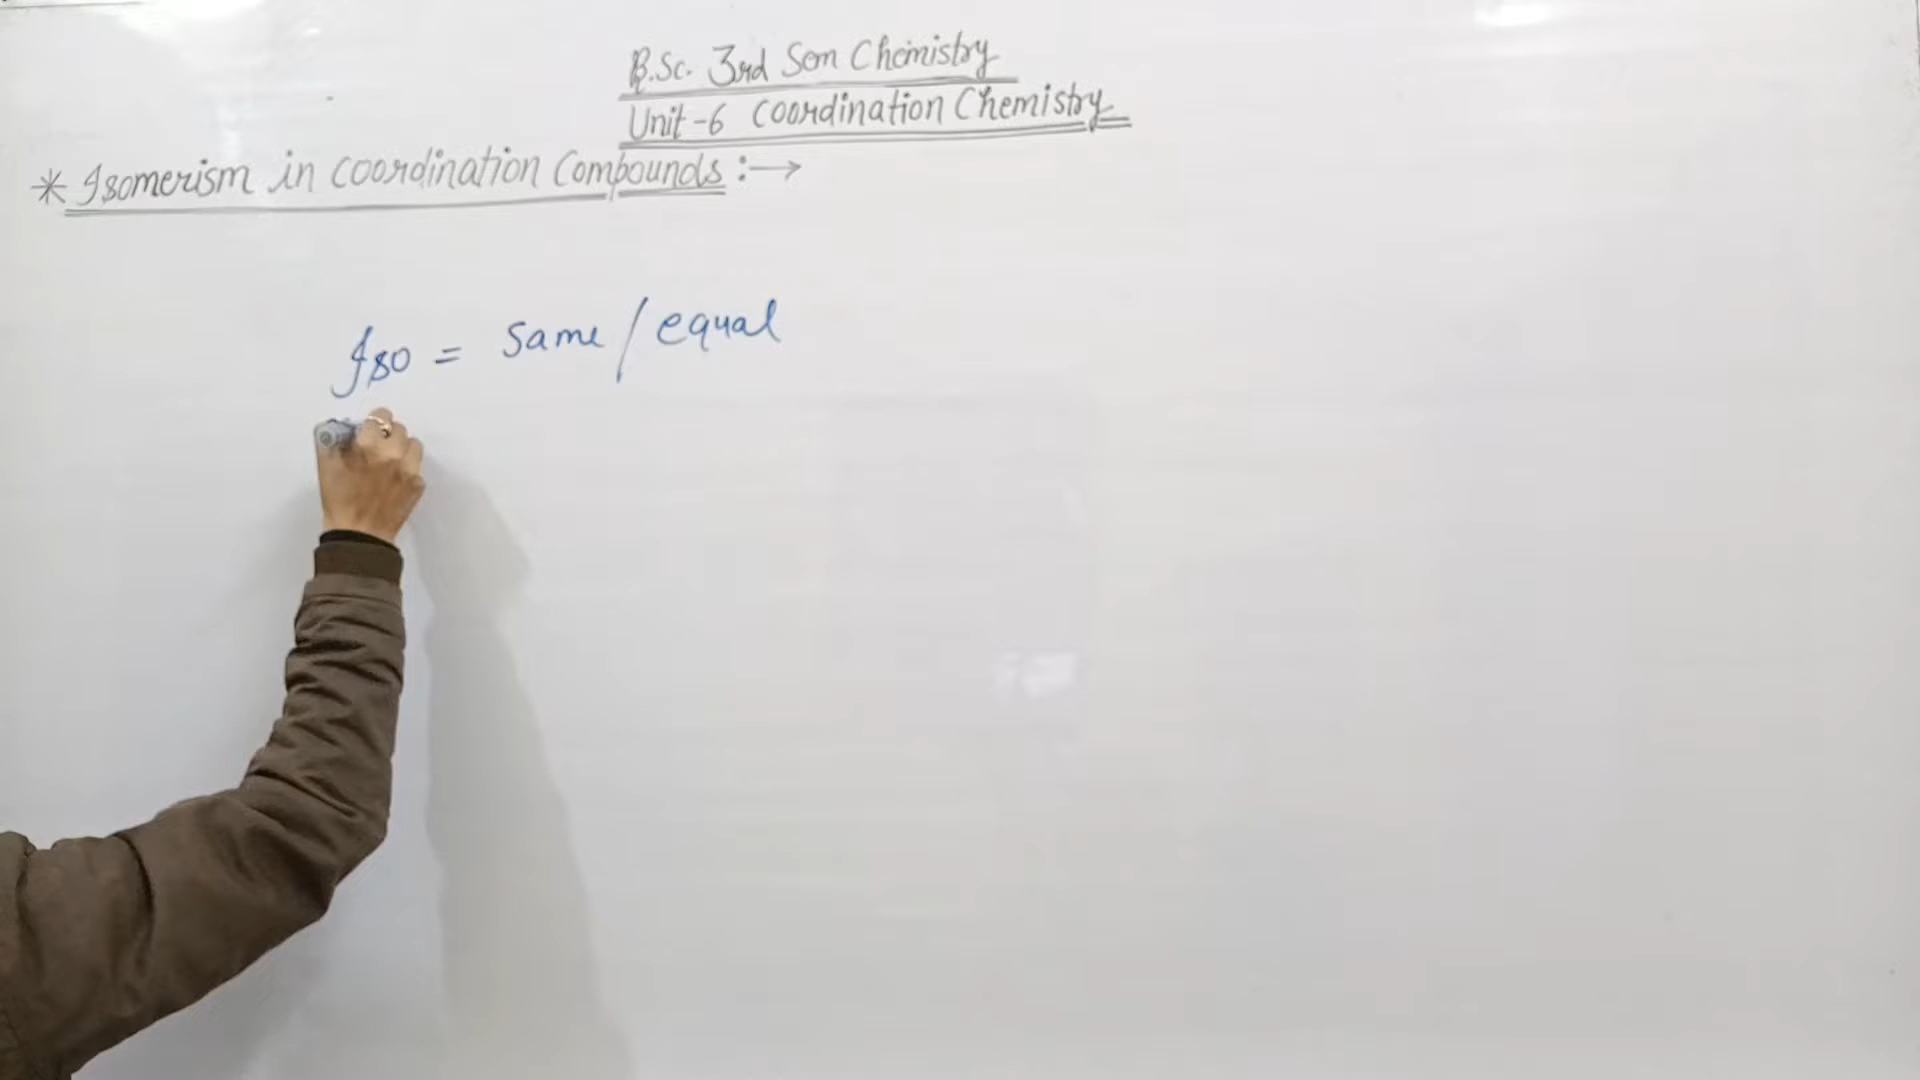 B.Sc. 3rd Sem Chemistry
Unit-6 Coordination Chemistry
* Isomerism in Coordination Compounds :→
Iso = Same / equal